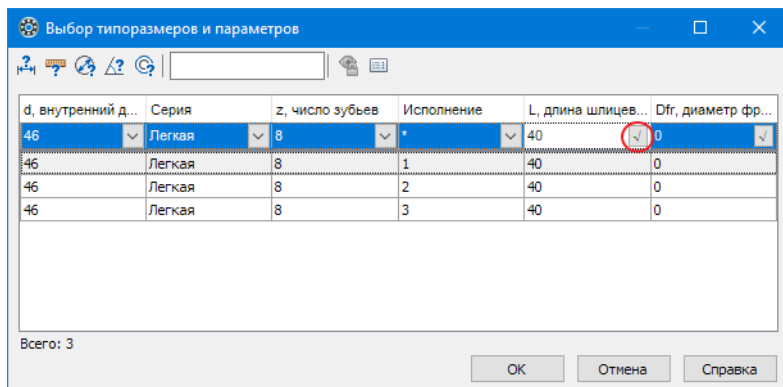 Выбор типоразмеров и параметров
d, внутренний д... Серия z, число зубьев Исполнение L, длина шлицев... Dfr, диаметр фр...
46 Легкая 8 * 40 √ 0 √
46 Легкая 8 1 40 0
46 Легкая 8 2 40 0
46 Легкая 8 3 40 0
Всего: 3
OK Отмена Справка